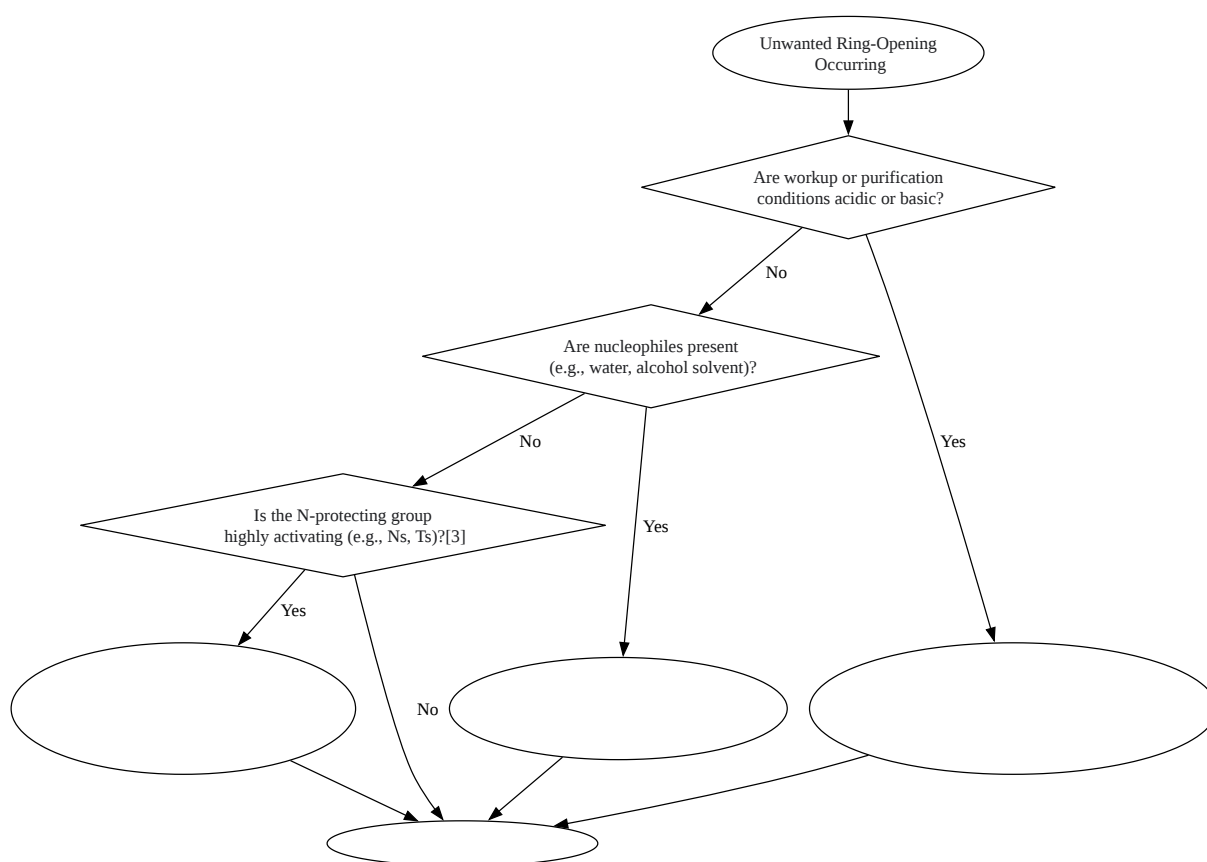 Unwanted Ring-Opening
Occurring
Are workup or purification
conditions acidic or basic?
No
Are nucleophiles present
(e.g., water, alcohol solvent)?
No
Yes
Is the N-protecting group
highly activating (e.g., Ns, Ts)?[3]
Yes
Yes
No